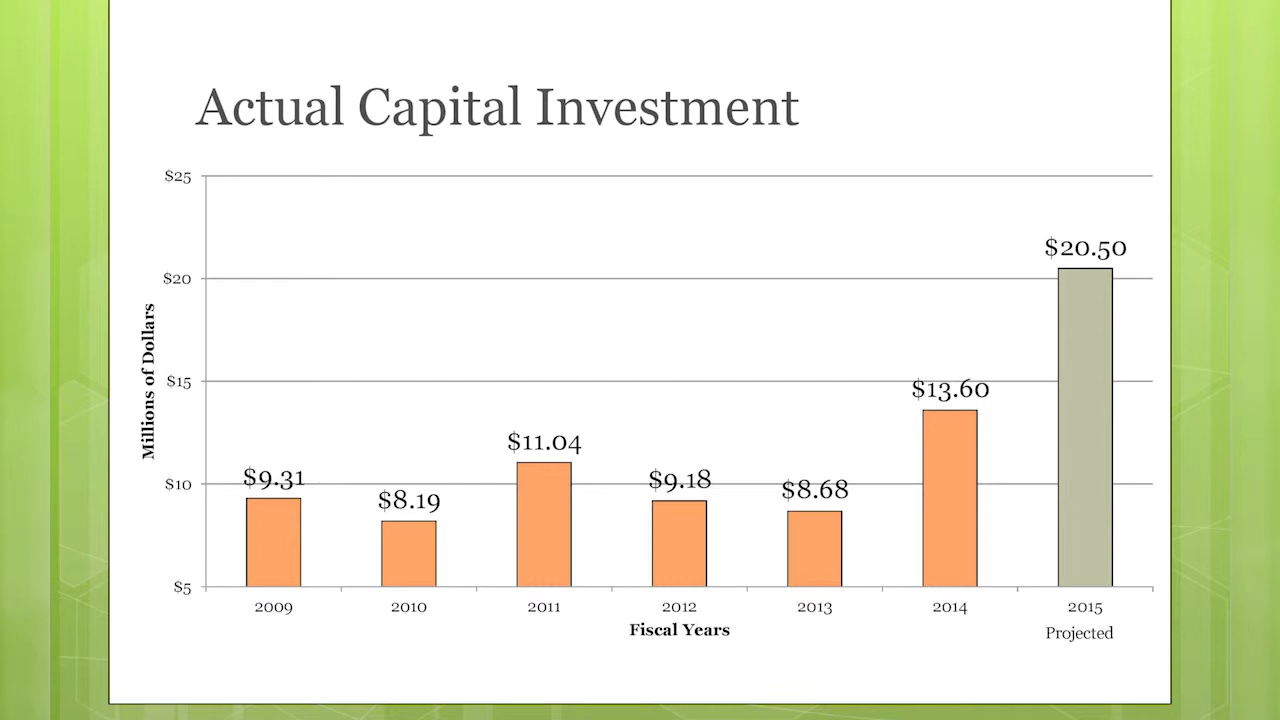 Actual Capital Investment
$25
$20
$15
$10
$5
Millions of Dollars
$9.31
$8.19
$11.04
$9.18
$8.68
$13.60
$20.50
2009 2010 2011 2012 2013 2014 2015
Fiscal Years
Projected